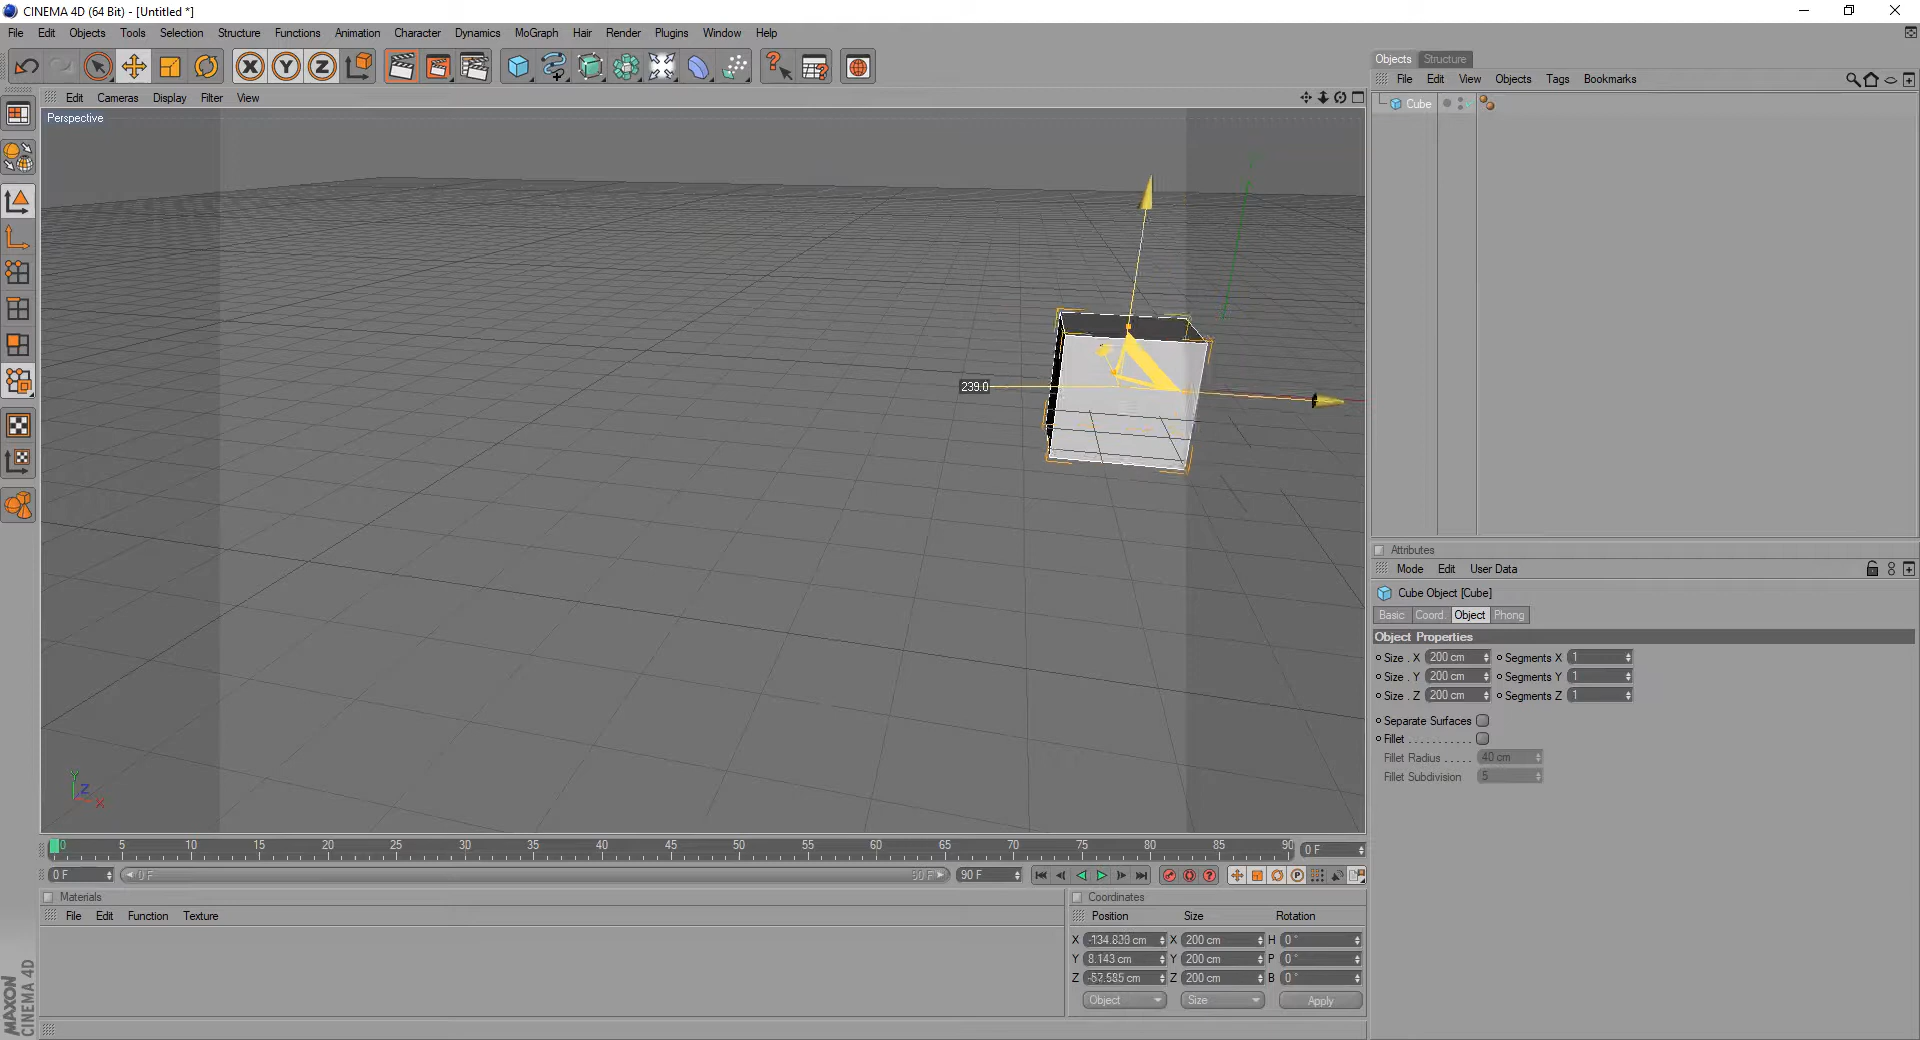 CINEMA 4D (64 Bit) - [Untitled *]
File Edit Objects Tools Selection Structure Functions Animation Character Dynamics MoGraph Hair Render Plugins Window Help
Objects Structure
File Edit View Objects Tags Bookmarks
Edit Cameras Display Filter View
Cube
Perspective
239.0
Y
Z
X
Attributes
Mode Edit User Data
Cube Object [Cube]
Basic Coord. Object Phong
Object Properties
Size . X 200 cm Segments X 1
Size . Y 200 cm Segments Y 1
Size . Z 200 cm Segments Z 1
Separate Surfaces
Fillet . . . . . . . . . . .
Fillet Radius . . . . . 40 cm
Fillet Subdivision 5
0 5 10 15 20 25 30 35 40 45 50 55 60 65 70 75 80 85 90 0 F
0 F 0 F 90 F 90 F
Materials
File Edit Function Texture
Coordinates
Position Size Rotation
X -134.823 cm X 200 cm H 0 °
Y 8.143 cm Y 200 cm P 0 °
Z -52.585 cm Z 200 cm B 0 °
Object Size Apply
MAXON
CINEMA 4D